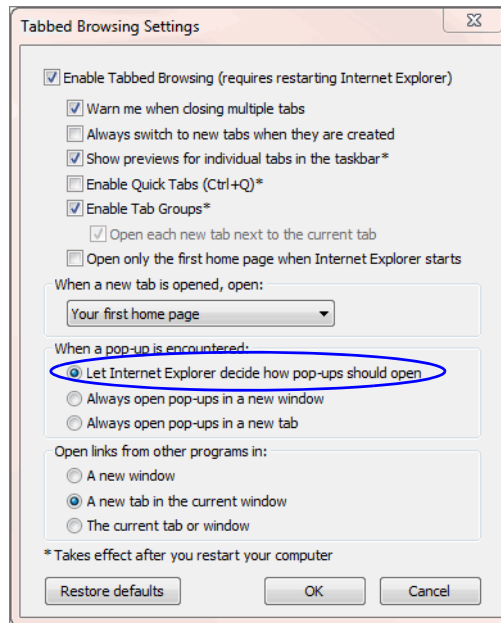 Tabbed Browsing Settings
Enable Tabbed Browsing (requires restarting Internet Explorer)
Warn me when closing multiple tabs
Always switch to new tabs when they are created
Show previews for individual tabs in the taskbar*
Enable Quick Tabs (Ctrl+Q)*
Enable Tab Groups*
Open each new tab next to the current tab
Open only the first home page when Internet Explorer starts
When a new tab is opened, open:
Your first home page
When a pop-up is encountered:
Let Internet Explorer decide how pop-ups should open
Always open pop-ups in a new window
Always open pop-ups in a new tab
Open links from other programs in:
A new window
A new tab in the current window
The current tab or window
*Takes effect after you restart your computer
Restore defaults OK Cancel